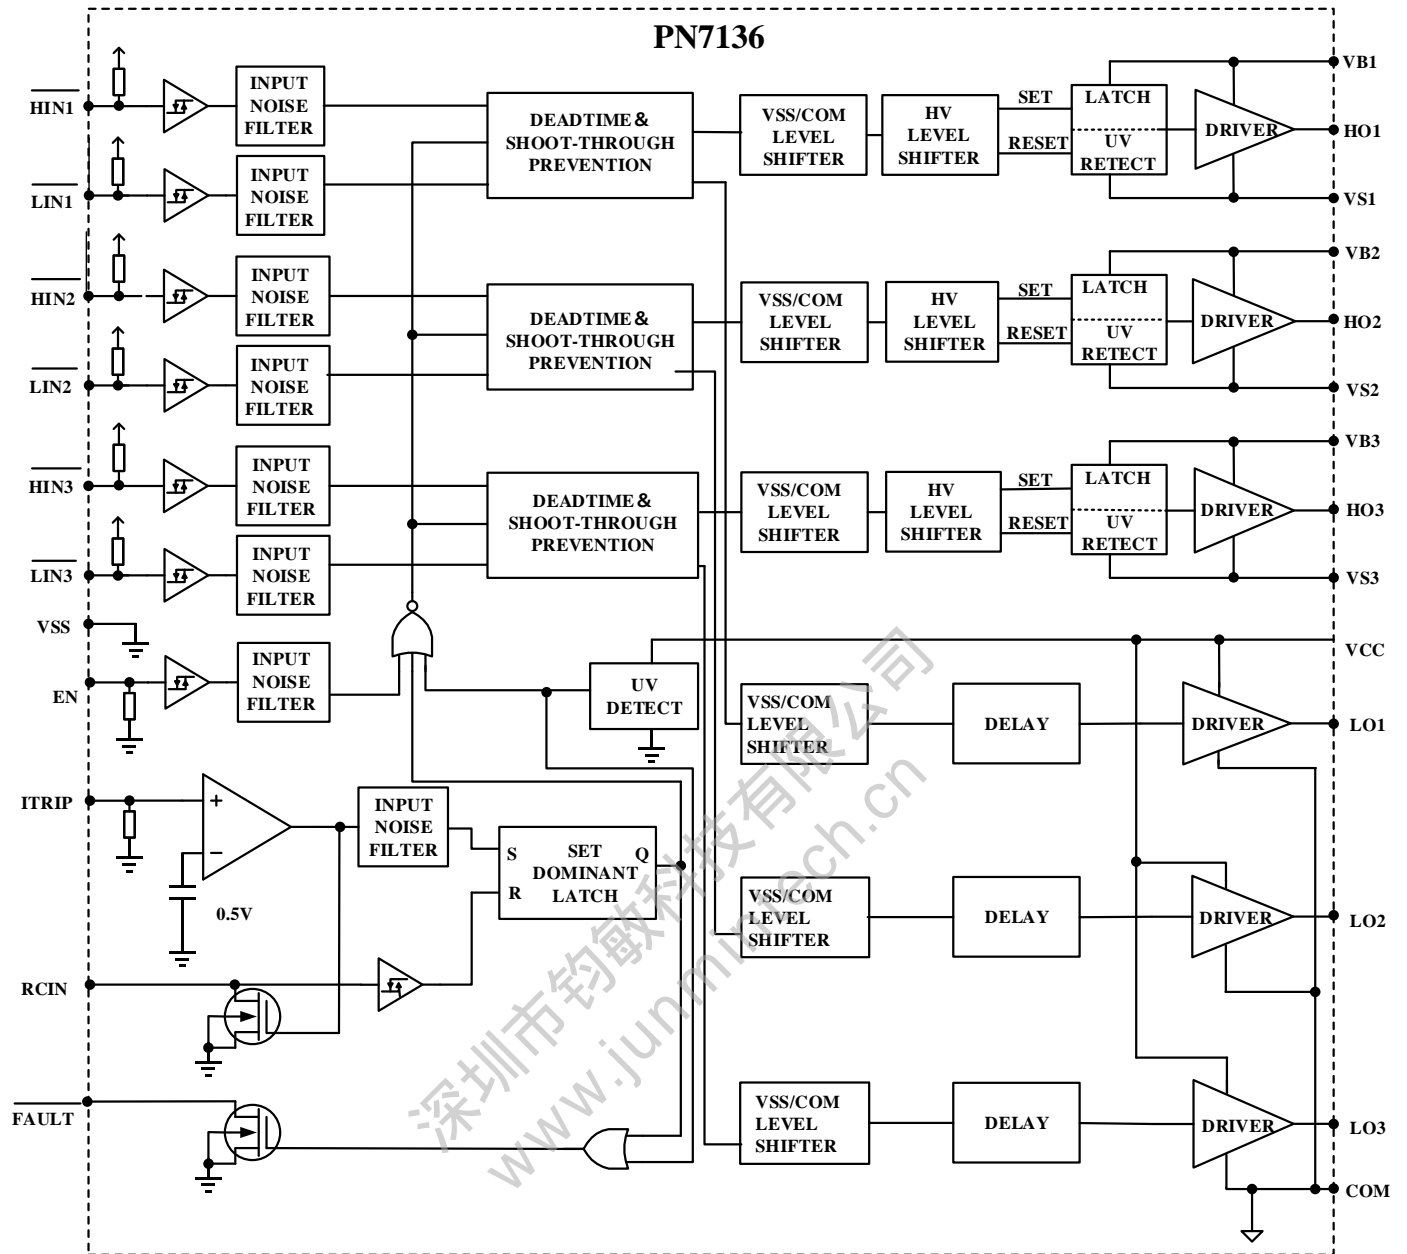 PN7136
HIN1
INPUT
NOISE
FILTER
LIN1
INPUT
NOISE
FILTER
DEADTIME&
SHOOT-THROUGH
PREVENTION
VSS/COM
LEVEL
SHIFTER
HV
LEVEL
SHIFTER
SET
RESET
LATCH
UV
RETECT
DRIVER
VB1
HO1
VS1
HIN2
INPUT
NOISE
FILTER
LIN2
INPUT
NOISE
FILTER
DEADTIME&
SHOOT-THROUGH
PREVENTION
VSS/COM
LEVEL
SHIFTER
HV
LEVEL
SHIFTER
SET
RESET
LATCH
UV
RETECT
DRIVER
VB2
HO2
VS2
HIN3
INPUT
NOISE
FILTER
LIN3
INPUT
NOISE
FILTER
DEADTIME&
SHOOT-THROUGH
PREVENTION
VSS/COM
LEVEL
SHIFTER
HV
LEVEL
SHIFTER
SET
RESET
LATCH
UV
RETECT
DRIVER
VB3
HO3
VS3
VSS
EN
INPUT
NOISE
FILTER
UV
DETECT
VCC
VSS/COM
LEVEL
SHIFTER
DELAY
DRIVER
LO1
ITRIP
+
−
0.5V
INPUT
NOISE
FILTER
S
R
SET
DOMINANT
LATCH
Q
VSS/COM
LEVEL
SHIFTER
DELAY
DRIVER
LO2
RCIN
FAULT
VSS/COM
LEVEL
SHIFTER
DELAY
DRIVER
LO3
COM
深圳市钧敏科技有限公司
www.junmintech.cn